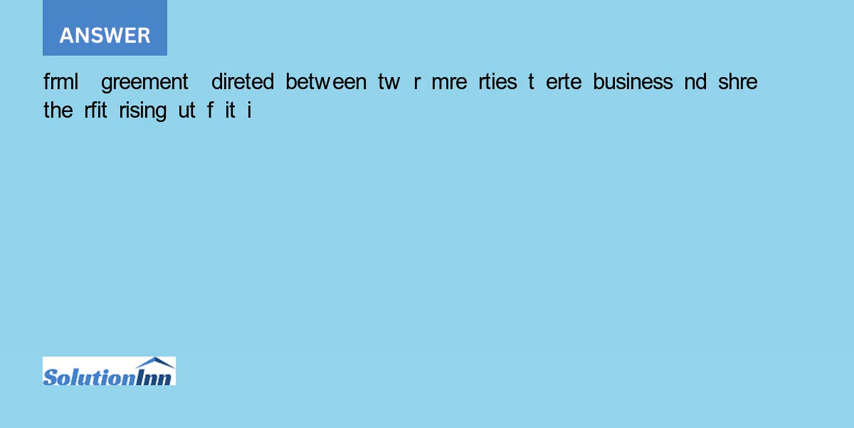 ANSWER
frml greement direted between tw r mre rties t erte business nd shre
the rfit rising ut f it i
SolutionInn